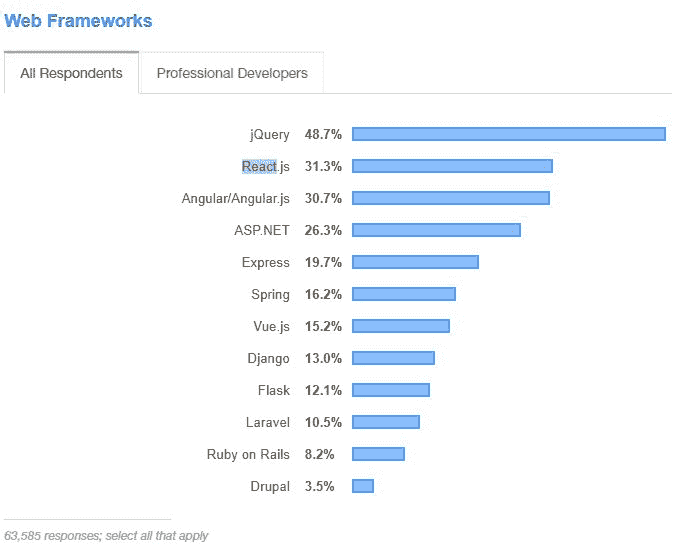 Web Frameworks
All Respondents
Professional Developers
jQuery 48.7%
React.js 31.3%
Angular/Angular.js 30.7%
ASP.NET 26.3%
Express 19.7%
Spring 16.2%
Vue.js 15.2%
Django 13.0%
Flask 12.1%
Laravel 10.5%
Ruby on Rails 8.2%
Drupal 3.5%
63,585 responses; select all that apply